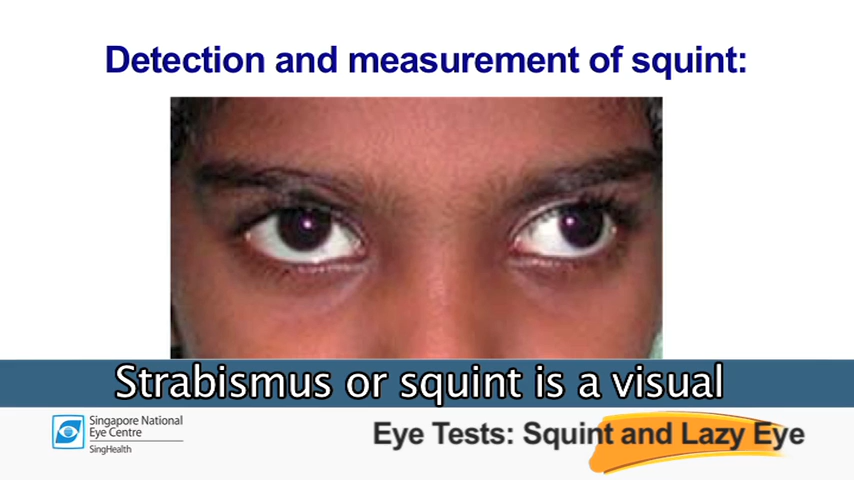 Detection and measurement of squint:
Strabismus or squint is a visual
Singapore National
Eye Centre
SingHealth
Eye Tests: Squint and Lazy Eye